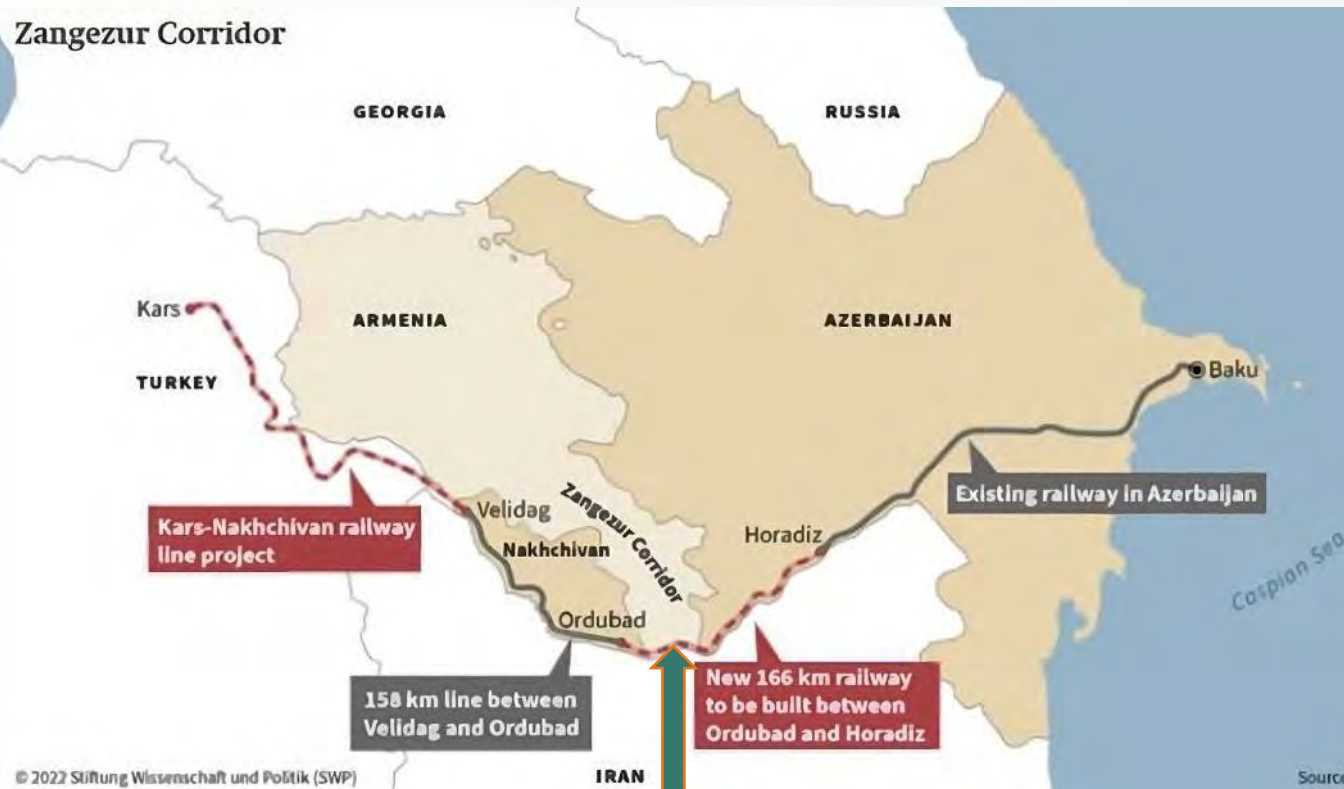 Zangezur Corridor
GEORGIA
RUSSIA
Kars
ARMENIA
AZERBAIJAN
TURKEY
Baku
Existing railway in Azerbaijan
Zangezur Corridor
Velidag
Kars-Nakhchivan railway
line project
Nakhchivan
Horadiz
Caspian Sea
Ordubad
158 km line between
Velidag and Ordubad
New 166 km railway
to be built between
Ordubad and Horadiz
© 2022 Stiftung Wissenschaft und Politik (SWP)
IRAN
Source